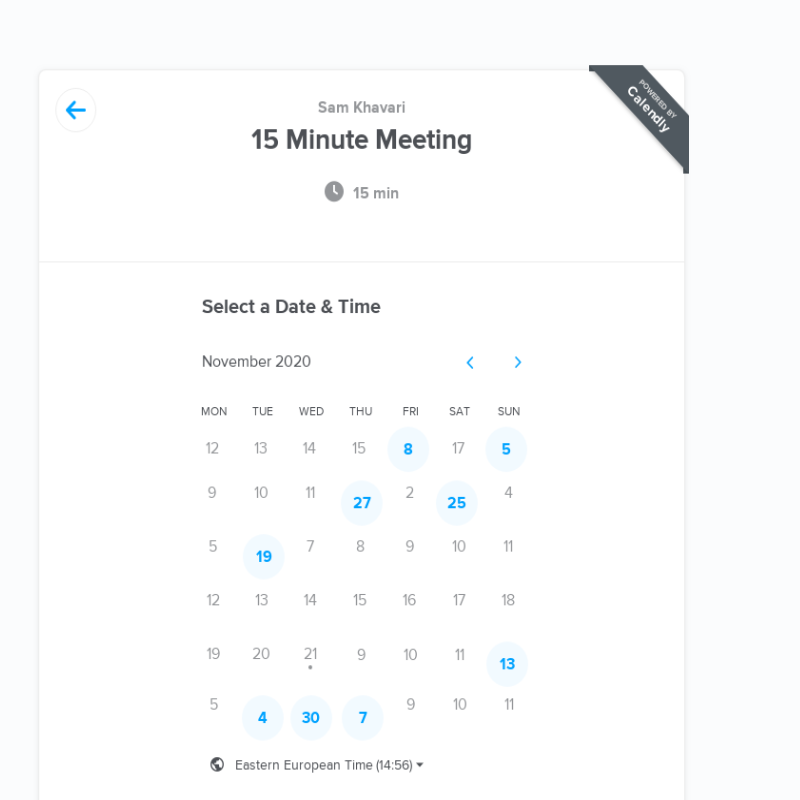 POWERED BY
Calendly
Sam Khavari
15 Minute Meeting
15 min
Select a Date & Time
November 2020
MON TUE WED THU FRI SAT SUN
12 13 14 15 8 17 5
9 10 11 27 2 25 4
5 19 7 8 9 10 11
12 13 14 15 16 17 18
19 20 21 9 10 11 13
5 4 30 7 9 10 11
Eastern European Time (14:56)